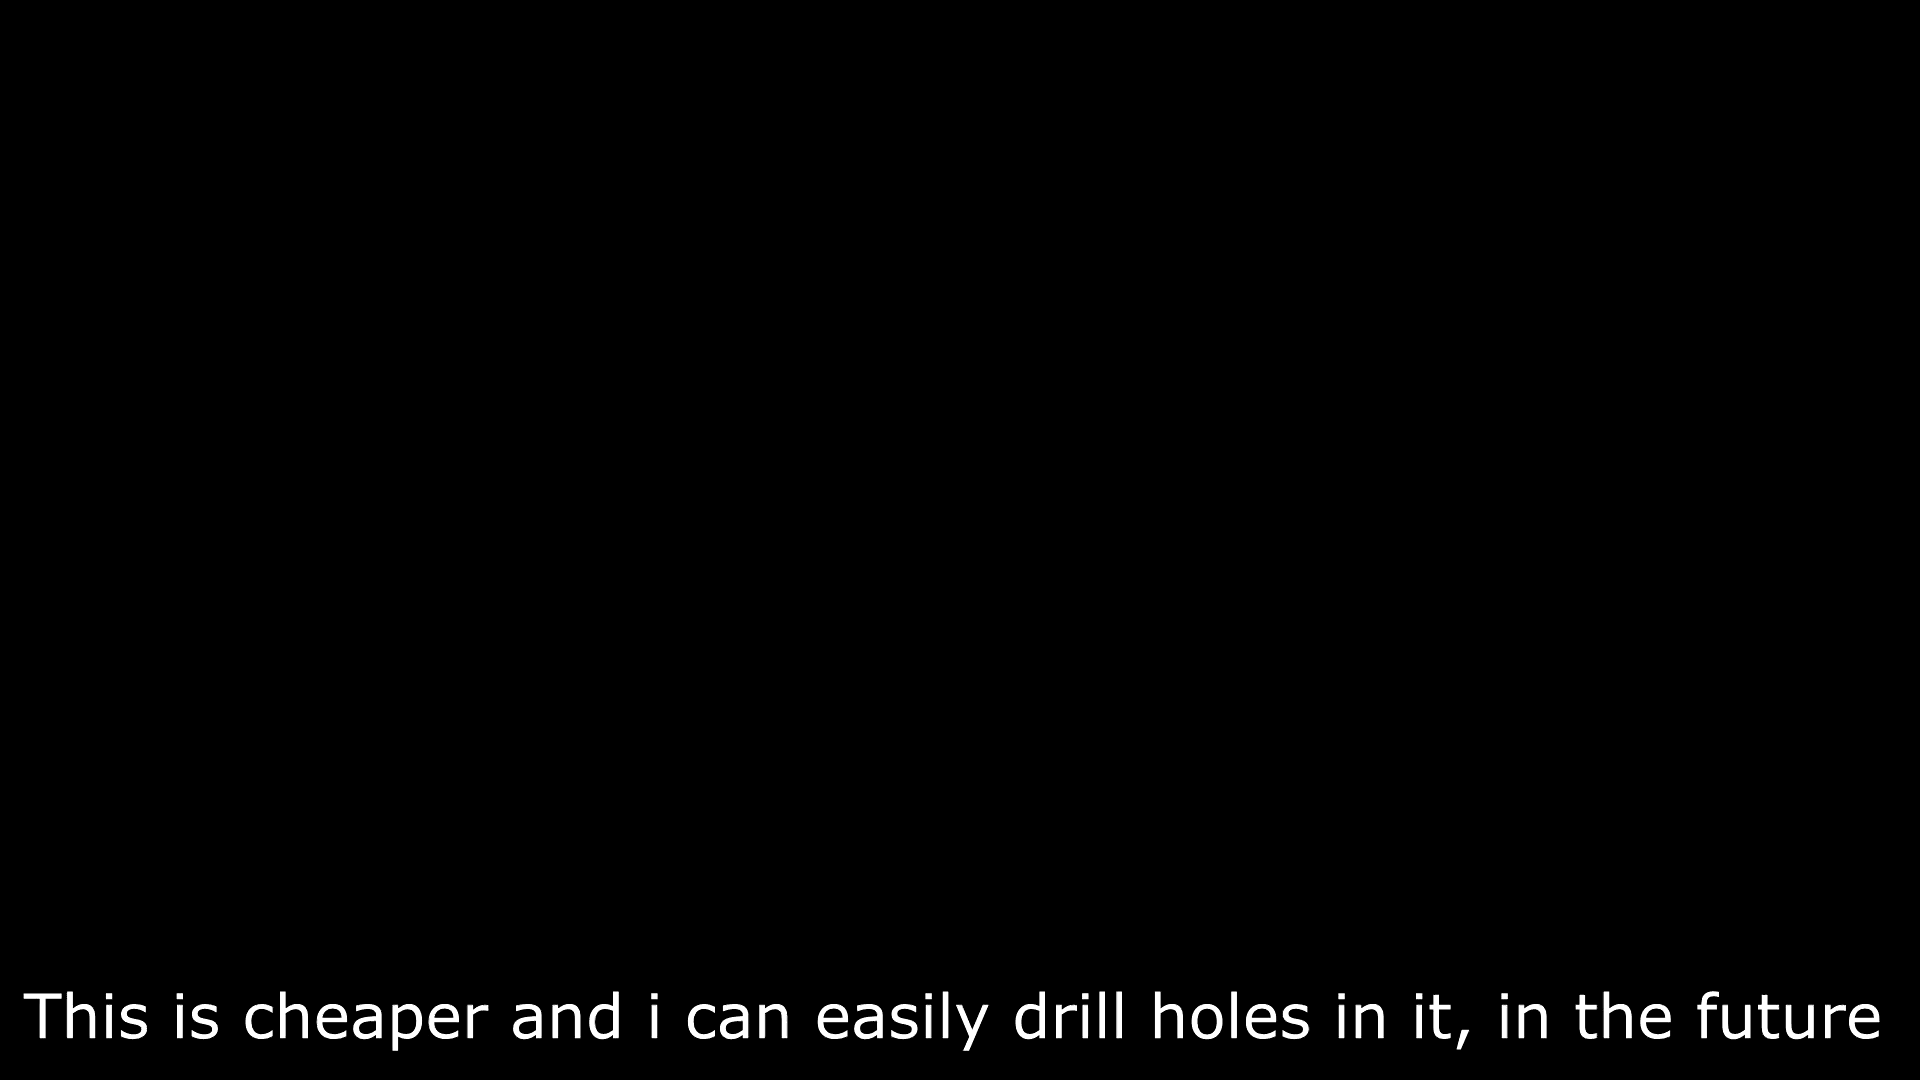 This is cheaper and i can easily drill holes in it, in the future